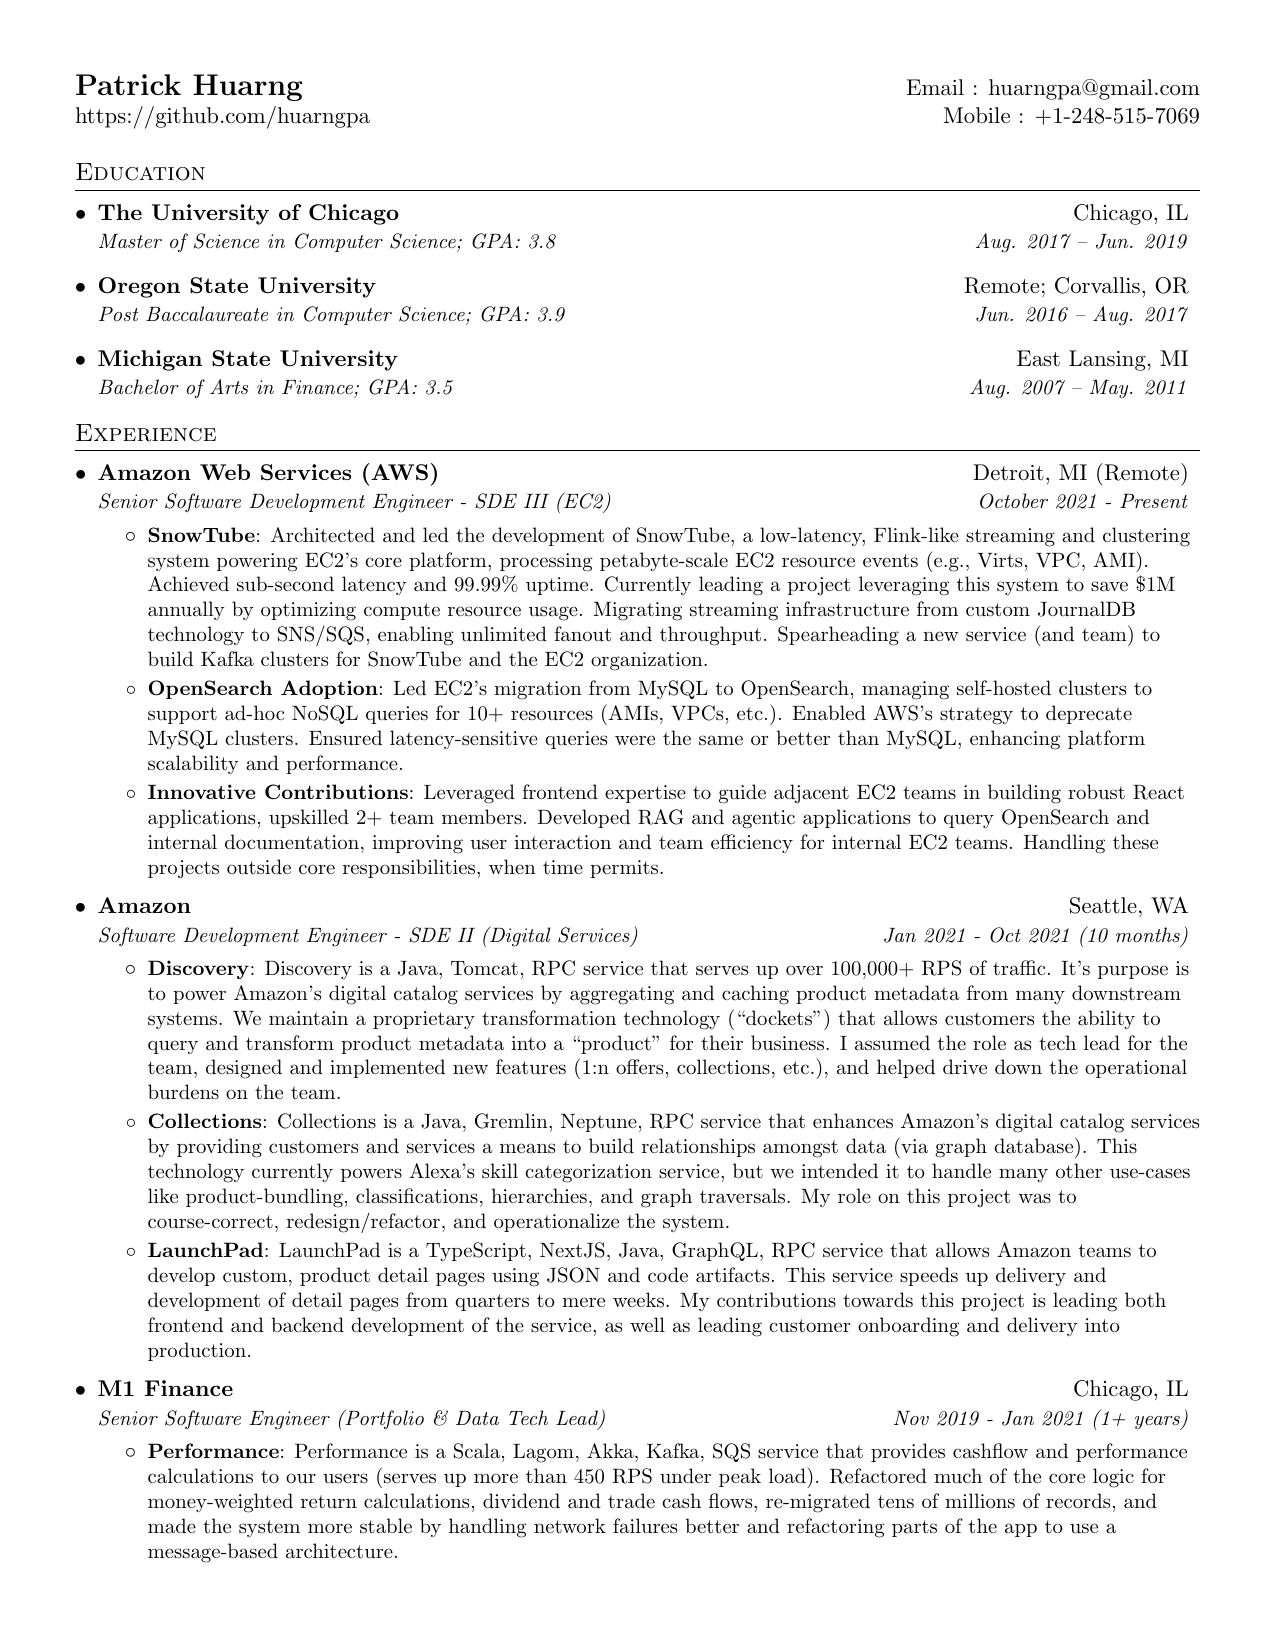 Patrick Huarng
Email : huarngpa@gmail.com
https://github.com/huarngpa
Mobile : +1-248-515-7069
Education
• The University of Chicago
Chicago, IL
Master of Science in Computer Science; GPA: 3.8
Aug. 2017 – Jun. 2019
• Oregon State University
Remote; Corvallis, OR
Post Baccalaureate in Computer Science; GPA: 3.9
Jun. 2016 – Aug. 2017
• Michigan State University
East Lansing, MI
Bachelor of Arts in Finance; GPA: 3.5
Aug. 2007 – May. 2011
Experience
• Amazon Web Services (AWS)
Detroit, MI (Remote)
Senior Software Development Engineer - SDE III (EC2)
October 2021 - Present
◦ SnowTube: Architected and led the development of SnowTube, a low-latency, Flink-like streaming and clustering
system powering EC2's core platform, processing petabyte-scale EC2 resource events (e.g., Virts, VPC, AMI).
Achieved sub-second latency and 99.99% uptime. Currently leading a project leveraging this system to save $1M
annually by optimizing compute resource usage. Migrating streaming infrastructure from custom JournalDB
technology to SNS/SQS, enabling unlimited fanout and throughput. Spearheading a new service (and team) to
build Kafka clusters for SnowTube and the EC2 organization.
◦ OpenSearch Adoption: Led EC2's migration from MySQL to OpenSearch, managing self-hosted clusters to
support ad-hoc NoSQL queries for 10+ resources (AMIs, VPCs, etc.). Enabled AWS's strategy to deprecate
MySQL clusters. Ensured latency-sensitive queries were the same or better than MySQL, enhancing platform
scalability and performance.
◦ Innovative Contributions: Leveraged frontend expertise to guide adjacent EC2 teams in building robust React
applications, upskilled 2+ team members. Developed RAG and agentic applications to query OpenSearch and
internal documentation, improving user interaction and team efficiency for internal EC2 teams. Handling these
projects outside core responsibilities, when time permits.
• Amazon
Seattle, WA
Software Development Engineer - SDE II (Digital Services)
Jan 2021 - Oct 2021 (10 months)
◦ Discovery: Discovery is a Java, Tomcat, RPC service that serves up over 100,000+ RPS of traffic. It's purpose is
to power Amazon's digital catalog services by aggregating and caching product metadata from many downstream
systems. We maintain a proprietary transformation technology (“dockets”) that allows customers the ability to
query and transform product metadata into a “product” for their business. I assumed the role as tech lead for the
team, designed and implemented new features (1:n offers, collections, etc.), and helped drive down the operational
burdens on the team.
◦ Collections: Collections is a Java, Gremlin, Neptune, RPC service that enhances Amazon's digital catalog services
by providing customers and services a means to build relationships amongst data (via graph database). This
technology currently powers Alexa's skill categorization service, but we intended it to handle many other use-cases
like product-bundling, classifications, hierarchies, and graph traversals. My role on this project was to
course-correct, redesign/refactor, and operationalize the system.
◦ LaunchPad: LaunchPad is a TypeScript, NextJS, Java, GraphQL, RPC service that allows Amazon teams to
develop custom, product detail pages using JSON and code artifacts. This service speeds up delivery and
development of detail pages from quarters to mere weeks. My contributions towards this project is leading both
frontend and backend development of the service, as well as leading customer onboarding and delivery into
production.
• M1 Finance
Chicago, IL
Senior Software Engineer (Portfolio & Data Tech Lead)
Nov 2019 - Jan 2021 (1+ years)
◦ Performance: Performance is a Scala, Lagom, Akka, Kafka, SQS service that provides cashflow and performance
calculations to our users (serves up more than 450 RPS under peak load). Refactored much of the core logic for
money-weighted return calculations, dividend and trade cash flows, re-migrated tens of millions of records, and
made the system more stable by handling network failures better and refactoring parts of the app to use a
message-based architecture.